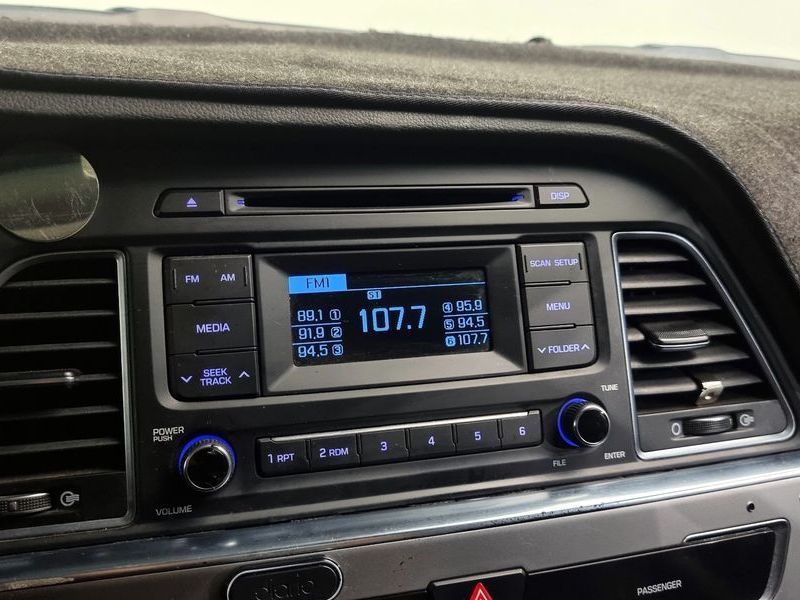 DISP
FM AM
MEDIA
SEEK
TRACK
FM1
ST
107.7
89.1 1
91.9 2
94.5 3
4 95.9
5 94.5
6 107.7
SCAN SETUP
MENU
FOLDER
POWER
PUSH
VOLUME
1 RPT
2 RDM
3
4
5
6
TUNE
FILE
ENTER
PASSENGER